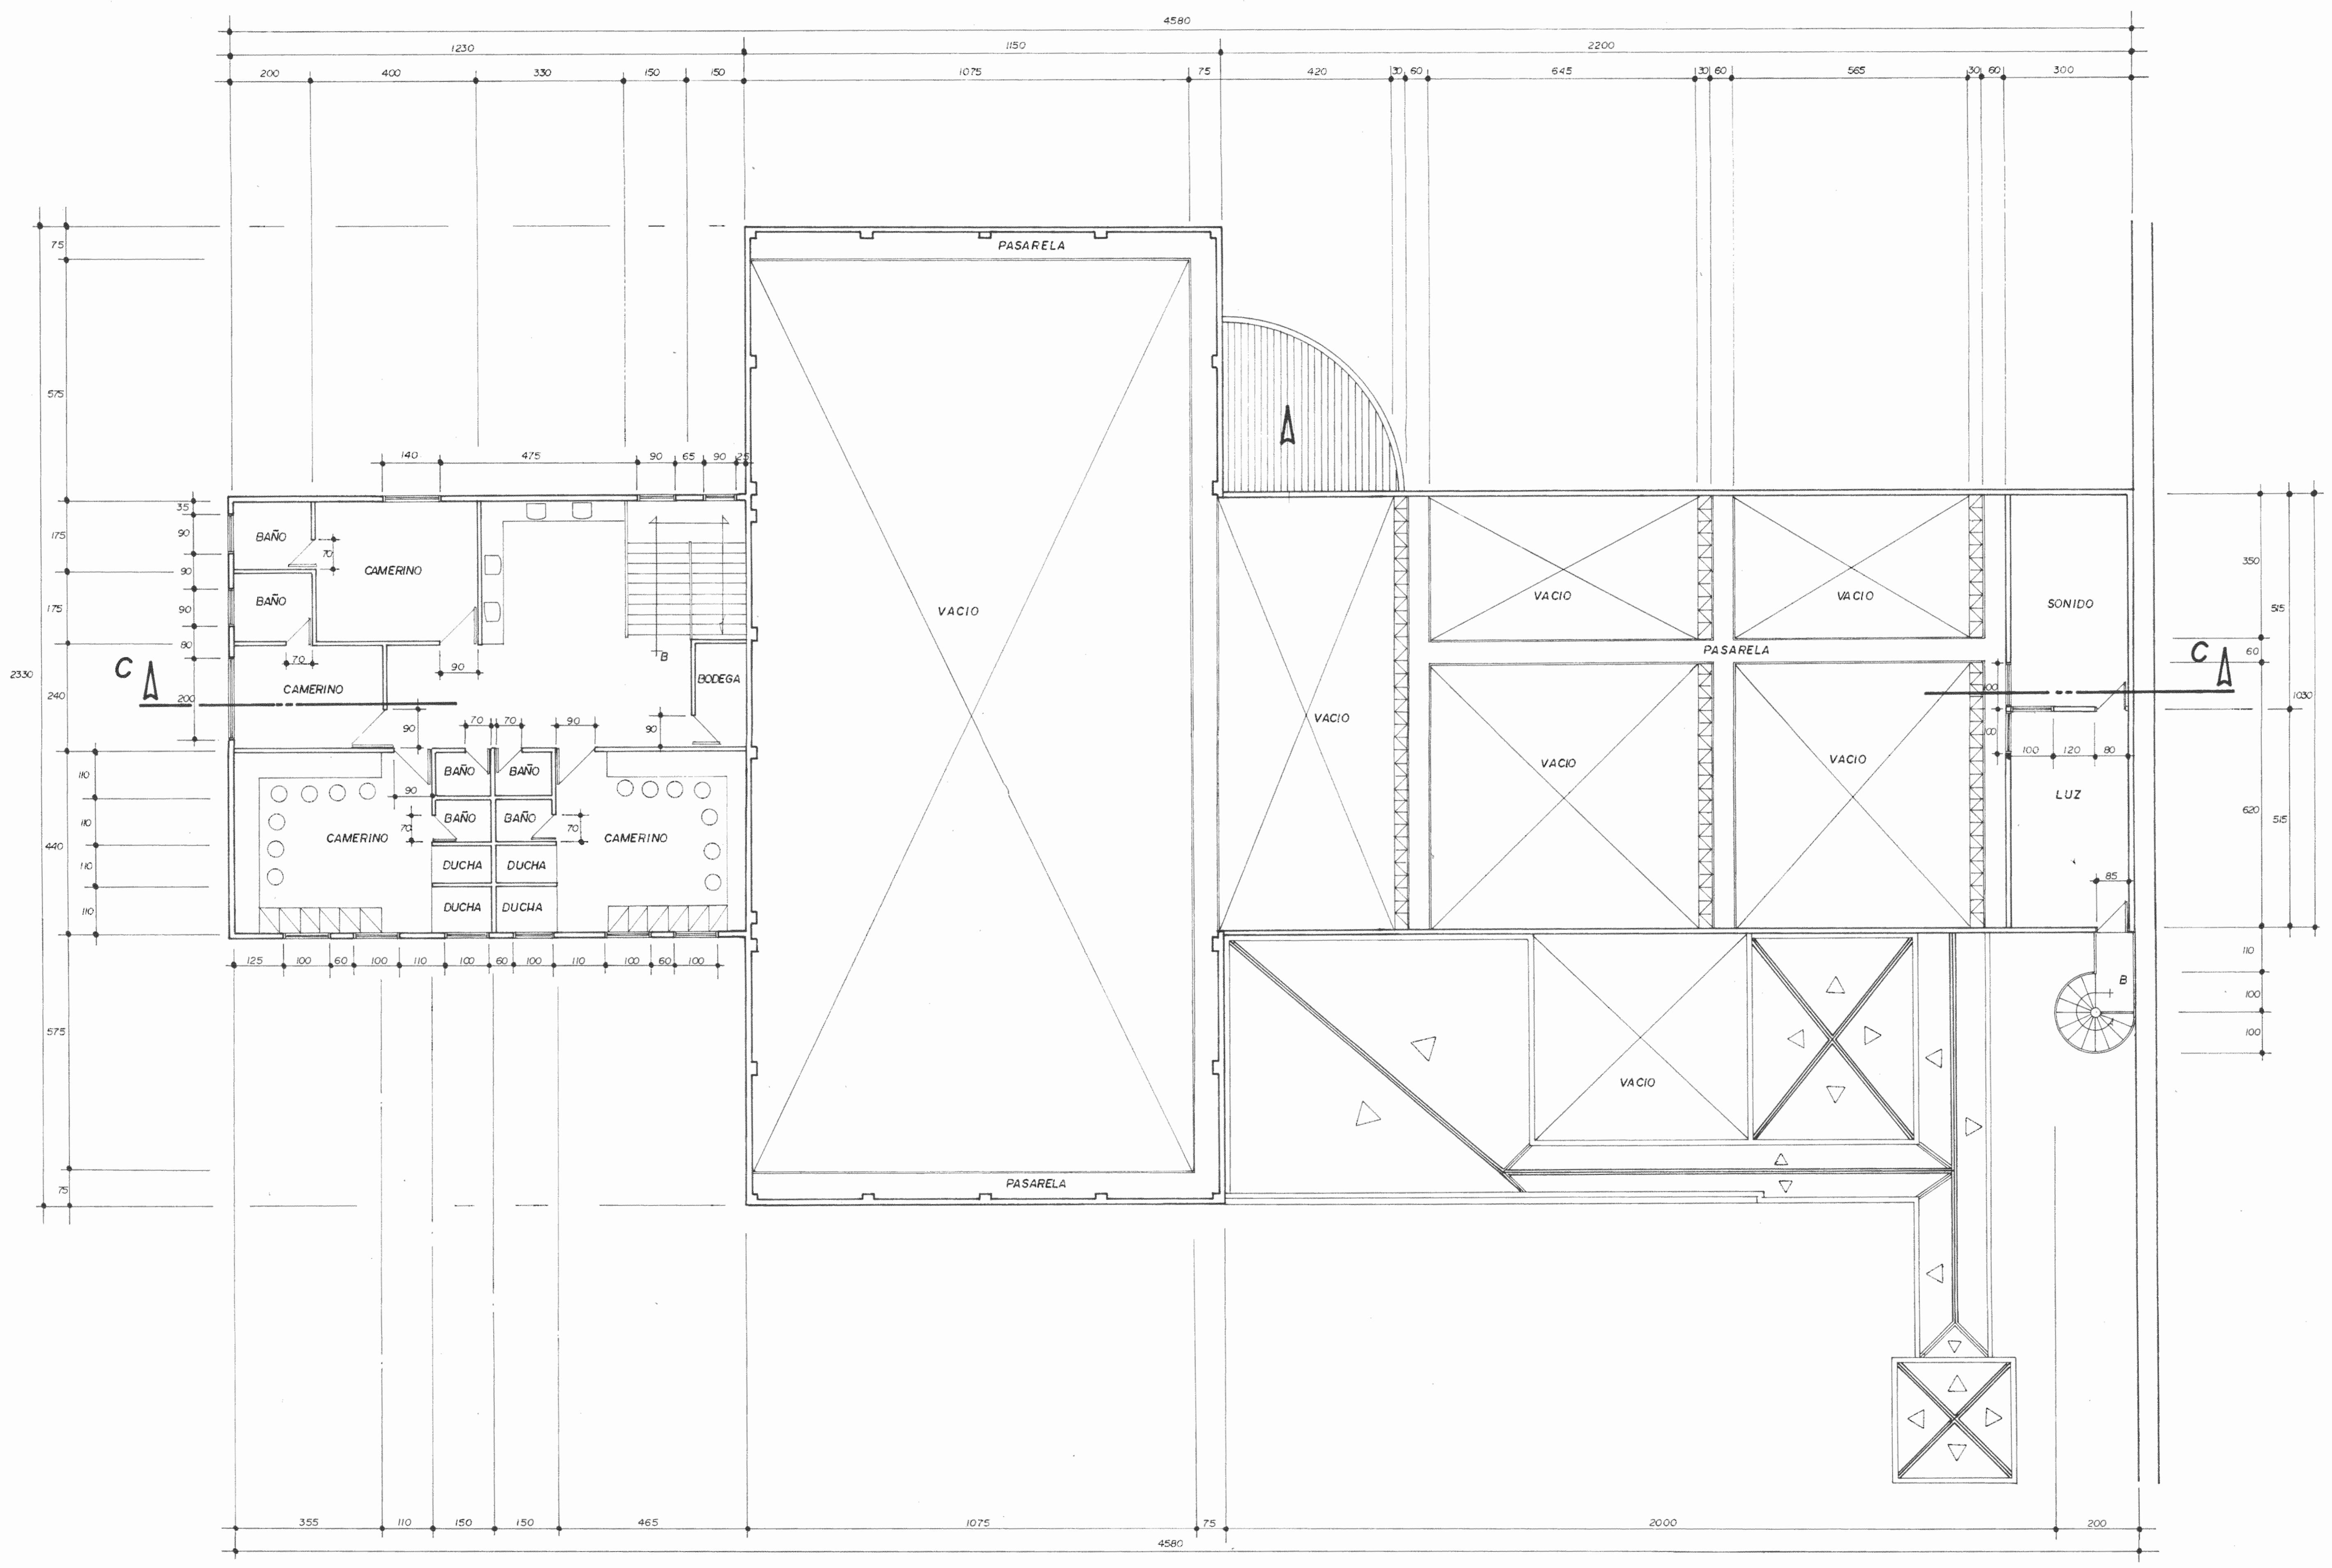 4580
1230 1150 2200
200 400 330 150 150 1075 75 420 30 60 645 30 60 565 30 60 300
75
PASARELA
575
140 475 90 65 90 25
35
175 90 BAÑO 70 CAMERINO
90
350
175 90 BAÑO VACIO VACIO VACIO SONIDO 515
80
70 90 B PASARELA 60
2330 C CAMERINO BODEGA C
240 200 100 1030
90 70 70 90 90 VACIO
100 100 120 80
110 BAÑO BAÑO VACIO VACIO
90 LUZ
110 BAÑO BAÑO 620 515
70 70
440 CAMERINO CAMERINO
110 DUCHA DUCHA
85
110 DUCHA DUCHA
125 100 60 100 110 100 60 100 110 100 60 100
110
B
100
575 100
VACIO
75 PASARELA
355 110 150 150 465 1075 75 2000 200
4580